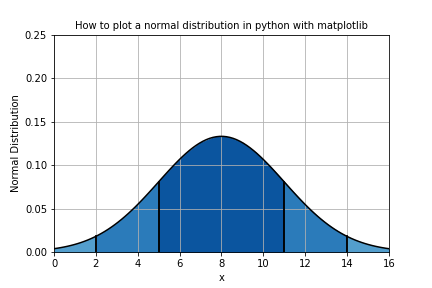 How to plot a normal distribution in python with matplotlib
0.25
0.20
0.15
0.10
0.05
0.00
Normal Distribution
0 2 4 6 8 10 12 14 16
x